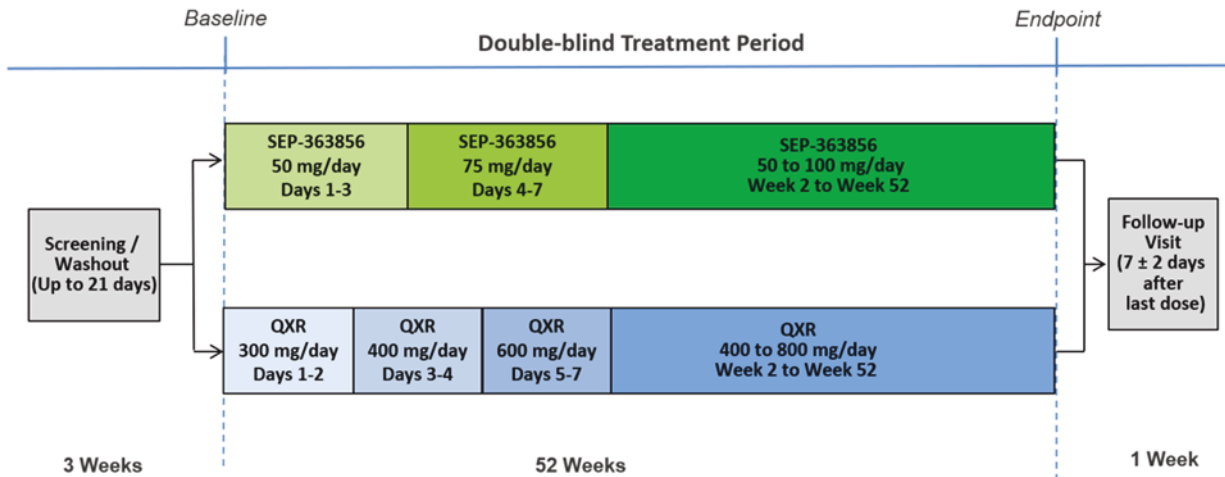 Baseline
Endpoint
Double-blind Treatment Period
SEP-363856
50 mg/day
Days 1-3
SEP-363856
75 mg/day
Days 4-7
SEP-363856
50 to 100 mg/day
Week 2 to Week 52
Screening /
Washout
(Up to 21 days)
Follow-up
Visit
(7 ± 2 days
after
last dose)
QXR
300 mg/day
Days 1-2
QXR
400 mg/day
Days 3-4
QXR
600 mg/day
Days 5-7
QXR
400 to 800 mg/day
Week 2 to Week 52
3 Weeks
52 Weeks
1 Week